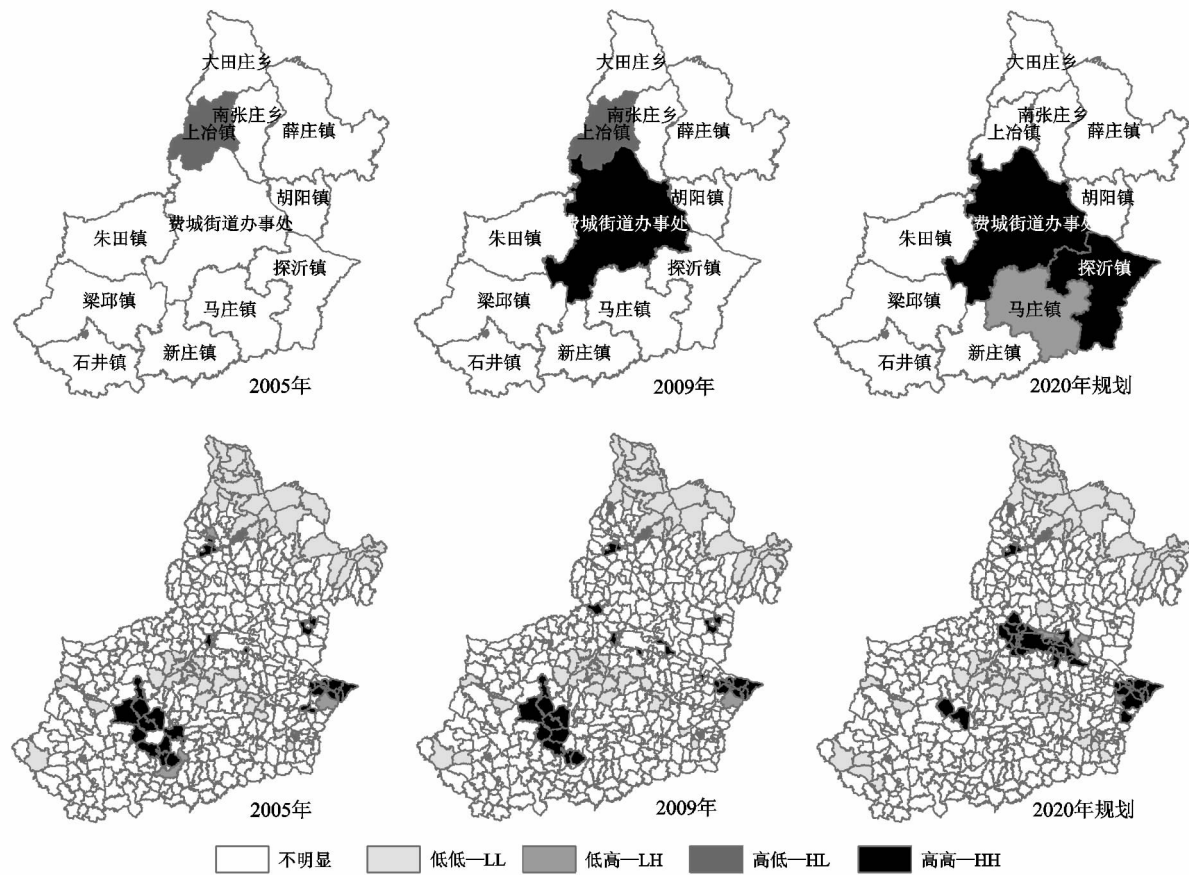 大田庄乡
南张庄乡
上冶镇
薛庄镇
胡阳镇
费城街道办事处
朱田镇
探沂镇
梁邱镇
马庄镇
石井镇
新庄镇
2005年
大田庄乡
南张庄乡
上冶镇
薛庄镇
胡阳镇
费城街道办事处
朱田镇
探沂镇
梁邱镇
马庄镇
石井镇
新庄镇
2009年
大田庄乡
南张庄乡
上冶镇
薛庄镇
胡阳镇
费城街道办事处
朱田镇
探沂镇
梁邱镇
马庄镇
石井镇
新庄镇
2020年规划
2005年
2009年
2020年规划
不明显
低低—LL
低高—LH
高低—HL
高高—HH